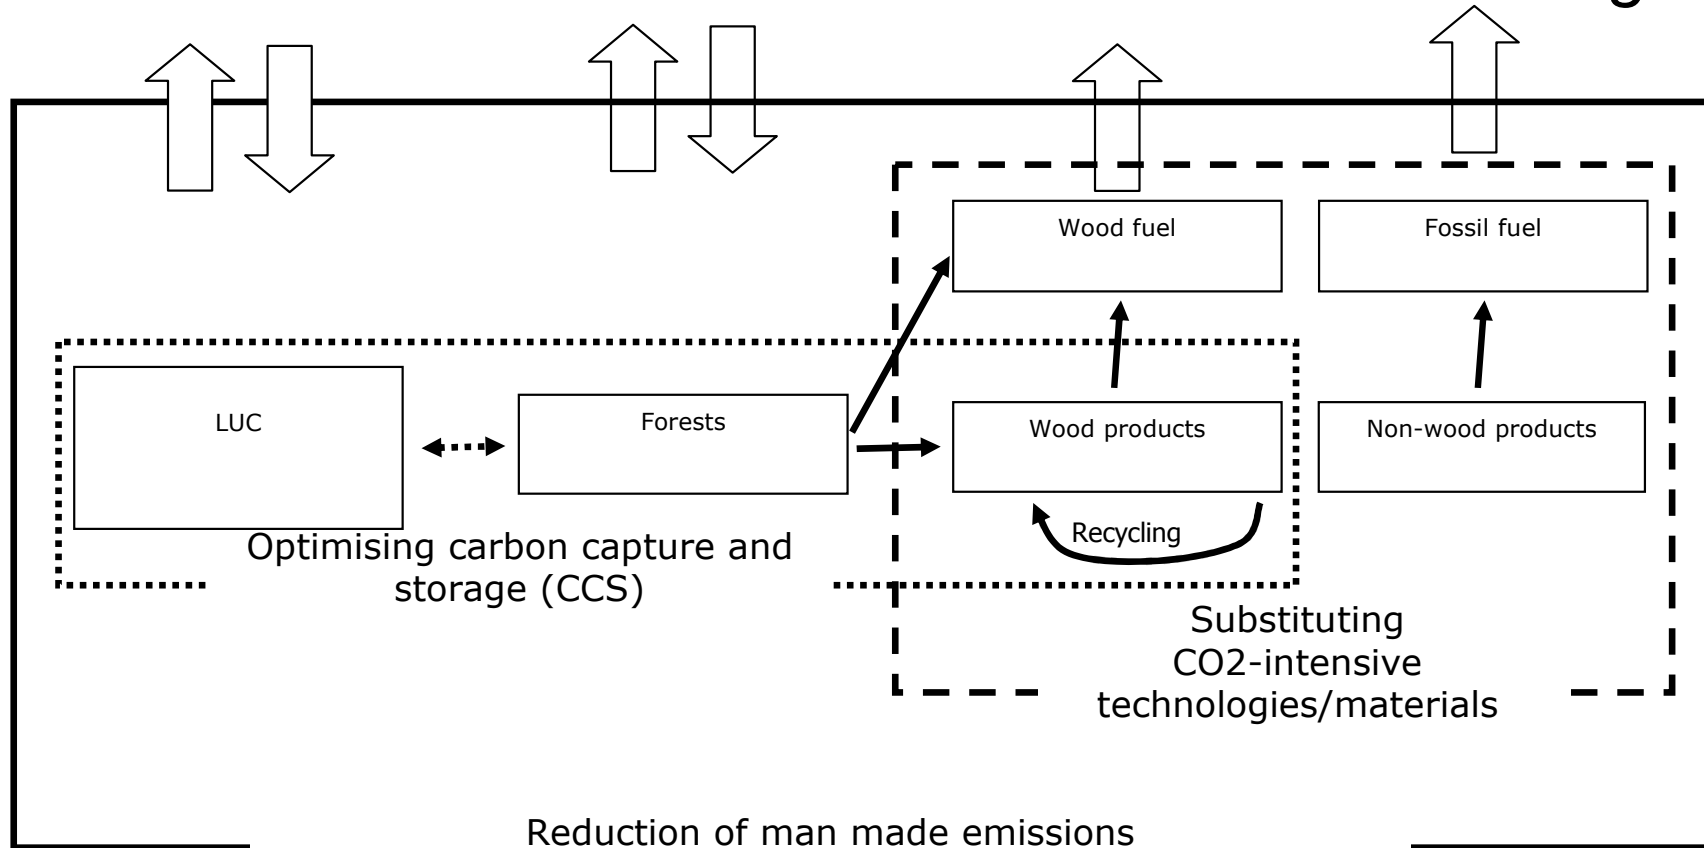 Wood fuel
Fossil fuel
LUC
Forests
Wood products
Non-wood products
Recycling
Optimising carbon capture and
storage (CCS)
Substituting
CO2-intensive
technologies/materials
Reduction of man made emissions